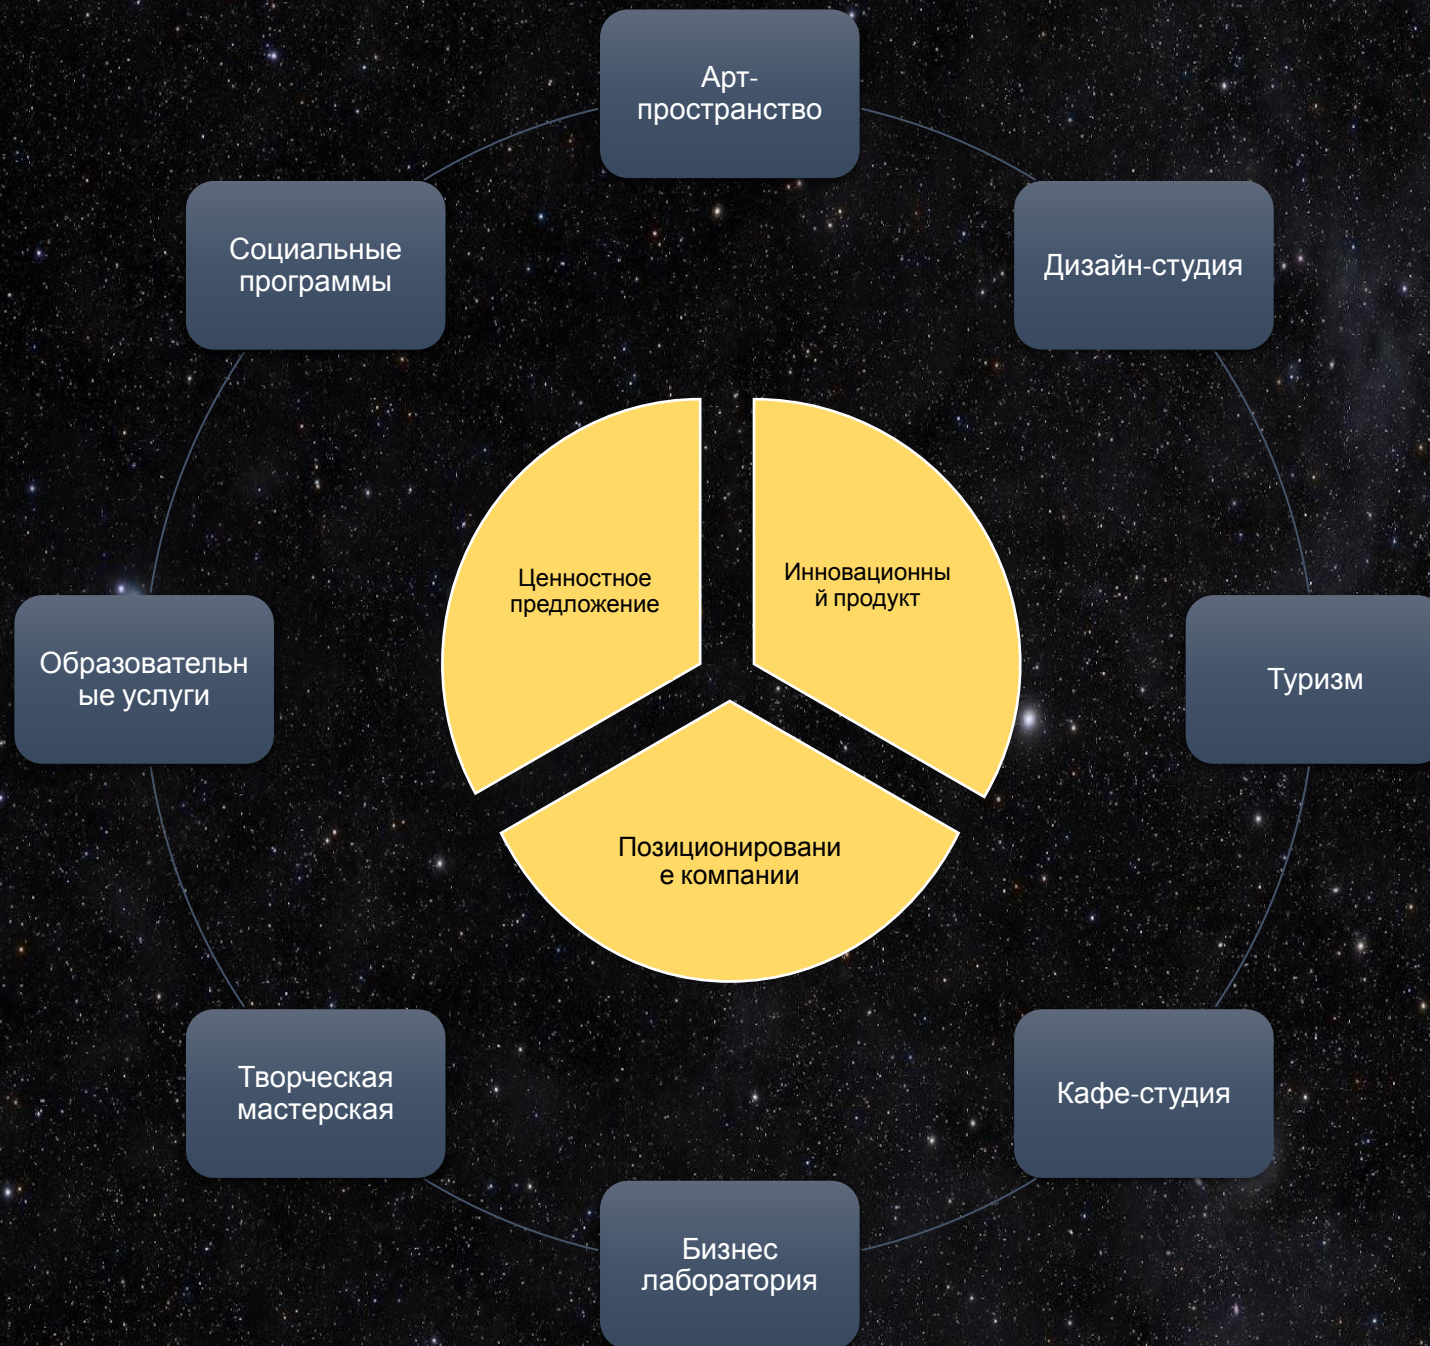 Арт-
пространство
Социальные
программы
Дизайн-студия
Ценностное
предложение
Инновационны
й продукт
Образовательн
ые услуги
Туризм
Позиционировани
е компании
Творческая
мастерская
Кафе-студия
Бизнес
лаборатория